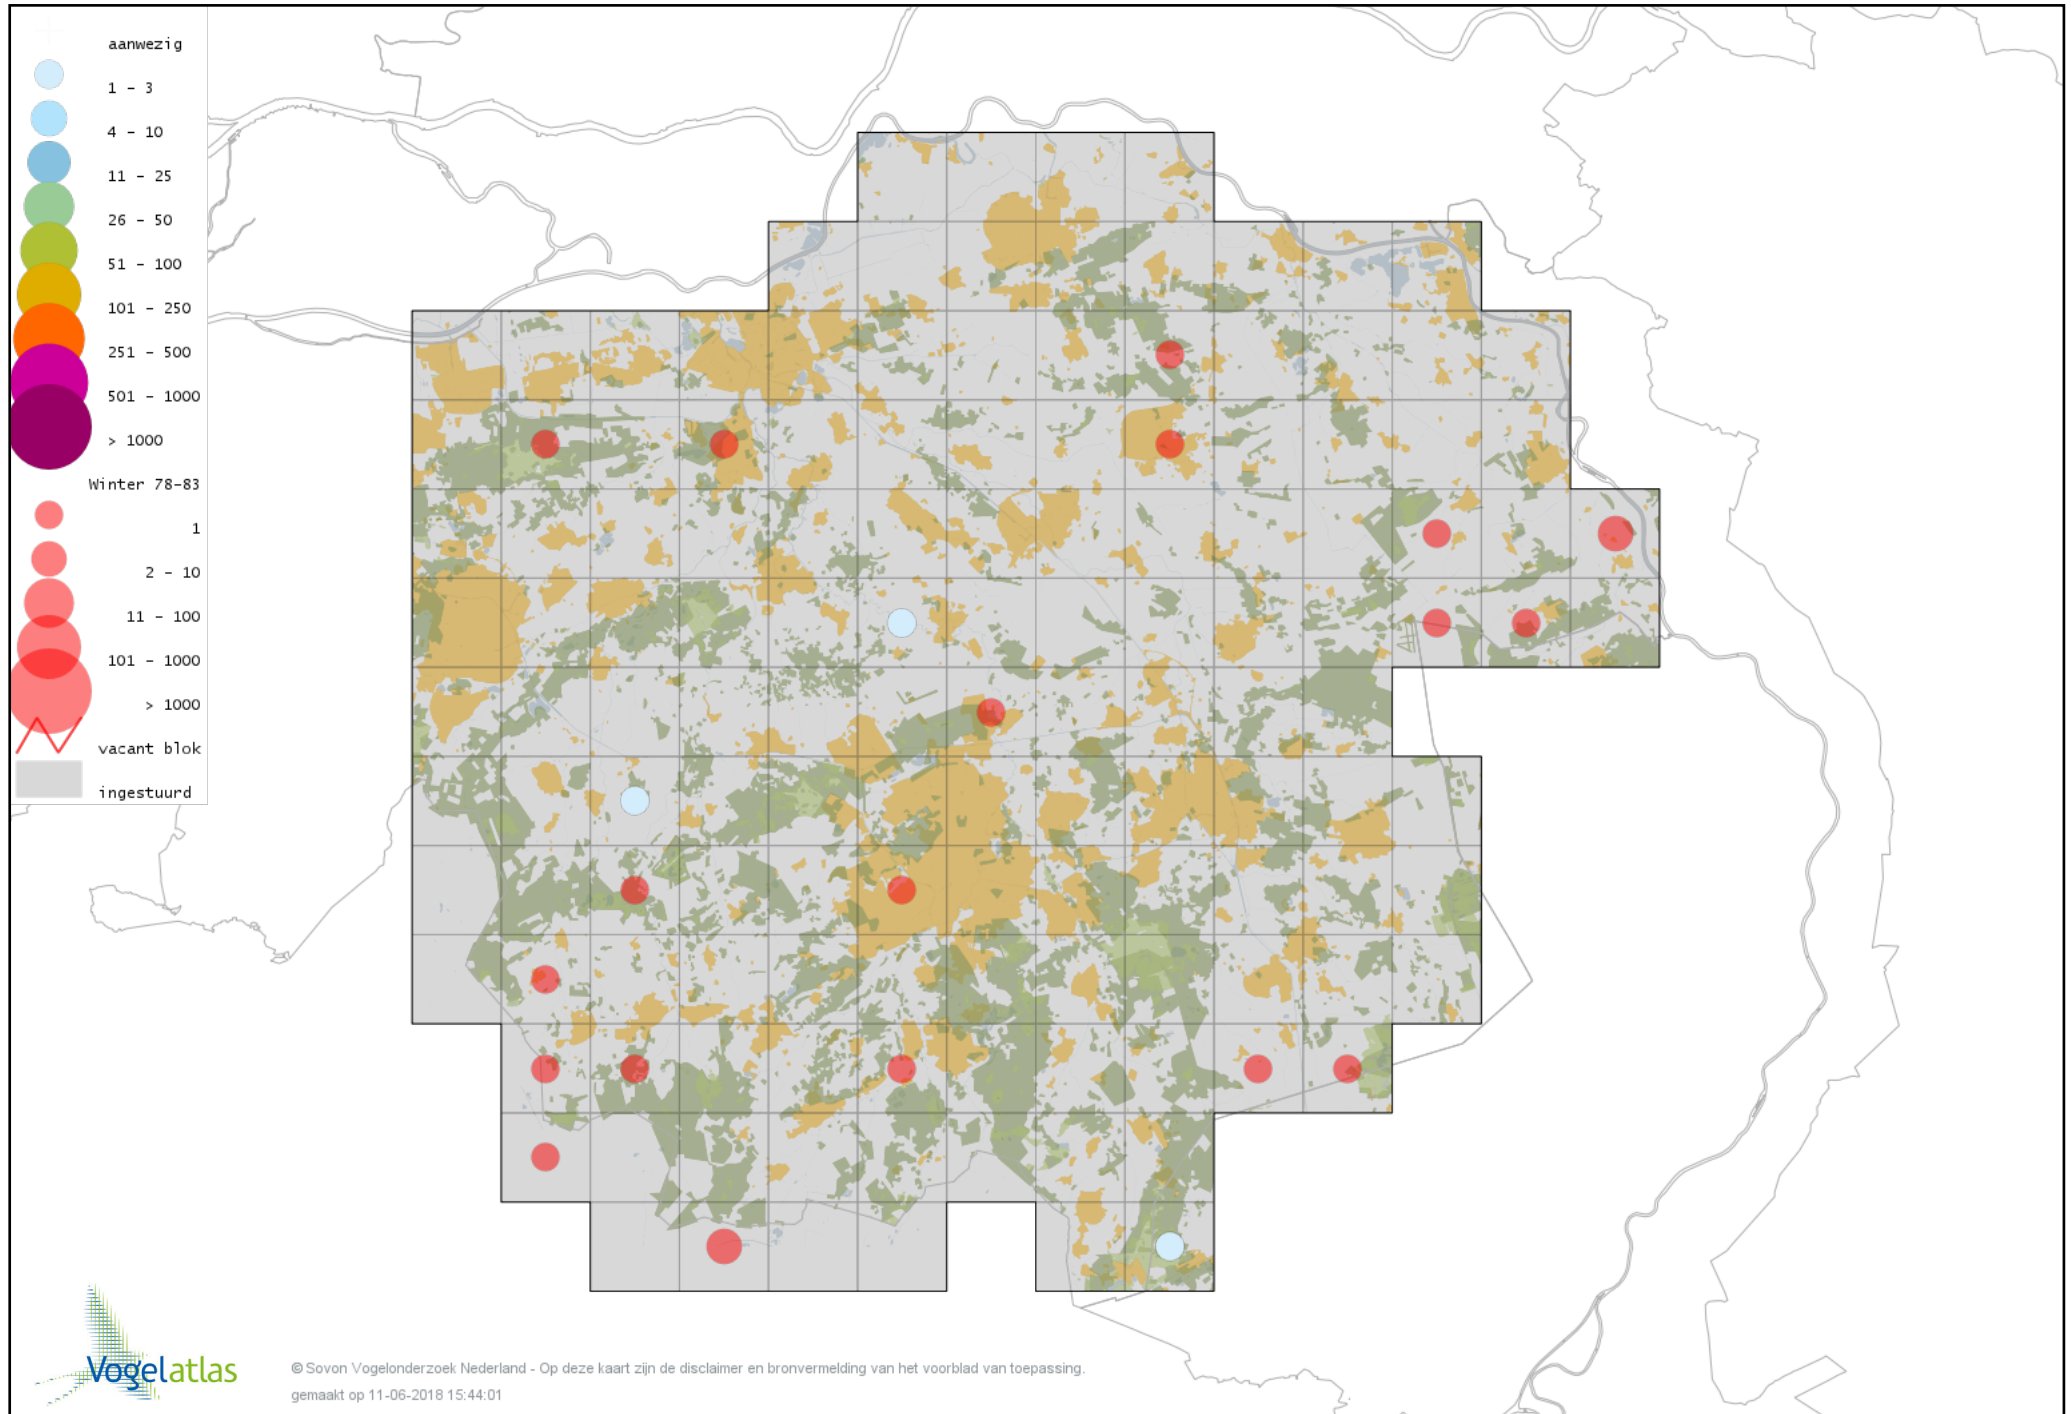 aanwezig
1 - 3
4 - 10
11 - 25
26 - 50
51 - 100
101 - 250
251 - 500
501 - 1000
> 1000
Winter 78-83
1
2 - 10
11 - 100
101 - 1000
> 1000
vacant blok
ingestuurd
Vogelatlas
© Sovon Vogelonderzoek Nederland - Op deze kaart zijn de disclaimer en bronvermelding van het voorblad van toepassing.
gemaakt op 11-06-2018 15:44:01